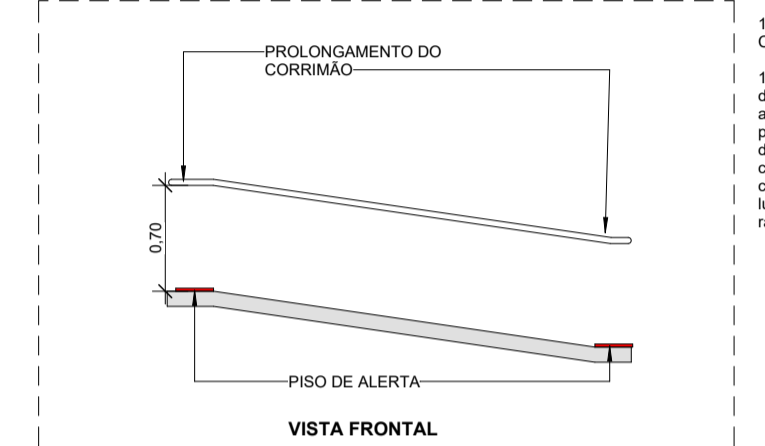 PROLONGAMENTO DO
CORRIMÃO
0,70
PISO DE ALERTA
VISTA FRONTAL